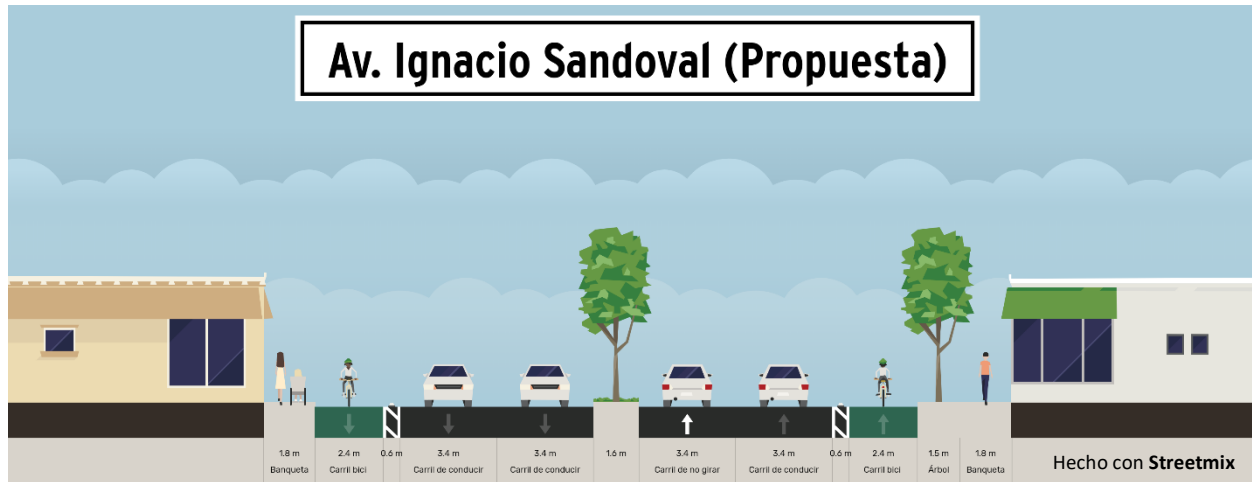 Av. Ignacio Sandoval (Propuesta)
1.8 m 2.4 m 0.6 m 3.4 m 3.4 m 1.6 m 3.4 m 3.4 m 0.6 m 2.4 m 1.5 m 1.8 m
Banqueta Carril bici Carril de conducir Carril de conducir Carril de no girar Carril de conducir Carril bici Árbol Banqueta
Hecho con Streetmix